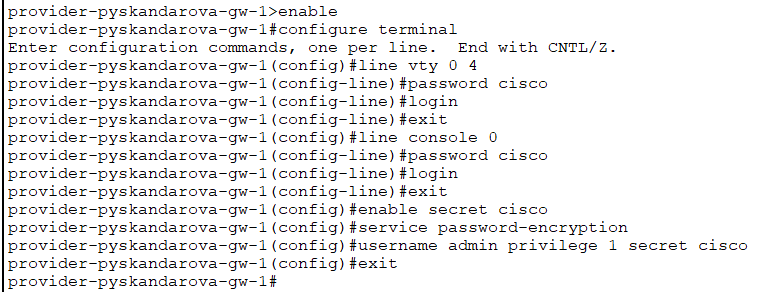 provider-pyskandarova-gw-1>enable
provider-pyskandarova-gw-1#configure terminal
Enter configuration commands, one per line.  End with CNTL/Z.
provider-pyskandarova-gw-1(config)#line vty 0 4
provider-pyskandarova-gw-1(config-line)#password cisco
provider-pyskandarova-gw-1(config-line)#login
provider-pyskandarova-gw-1(config-line)#exit
provider-pyskandarova-gw-1(config)#line console 0
provider-pyskandarova-gw-1(config-line)#password cisco
provider-pyskandarova-gw-1(config-line)#login
provider-pyskandarova-gw-1(config-line)#exit
provider-pyskandarova-gw-1(config)#enable secret cisco
provider-pyskandarova-gw-1(config)#service password-encryption
provider-pyskandarova-gw-1(config)#username admin privilege 1 secret cisco
provider-pyskandarova-gw-1(config)#exit
provider-pyskandarova-gw-1#